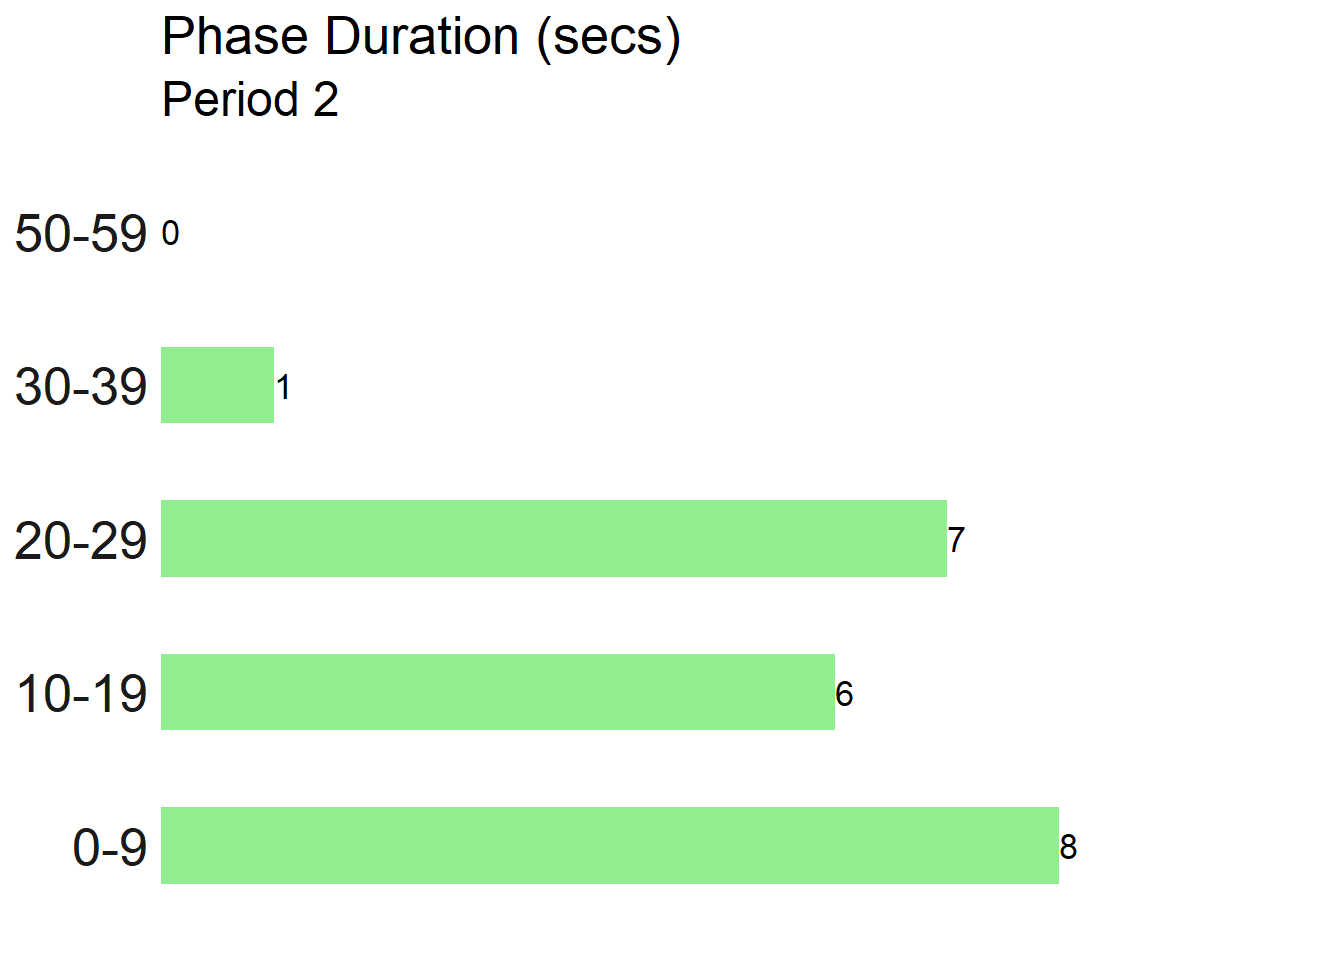 Phase Duration (secs)
Period 2
50-59 0
30-39 1
20-29 7
10-19 6
0-9 8